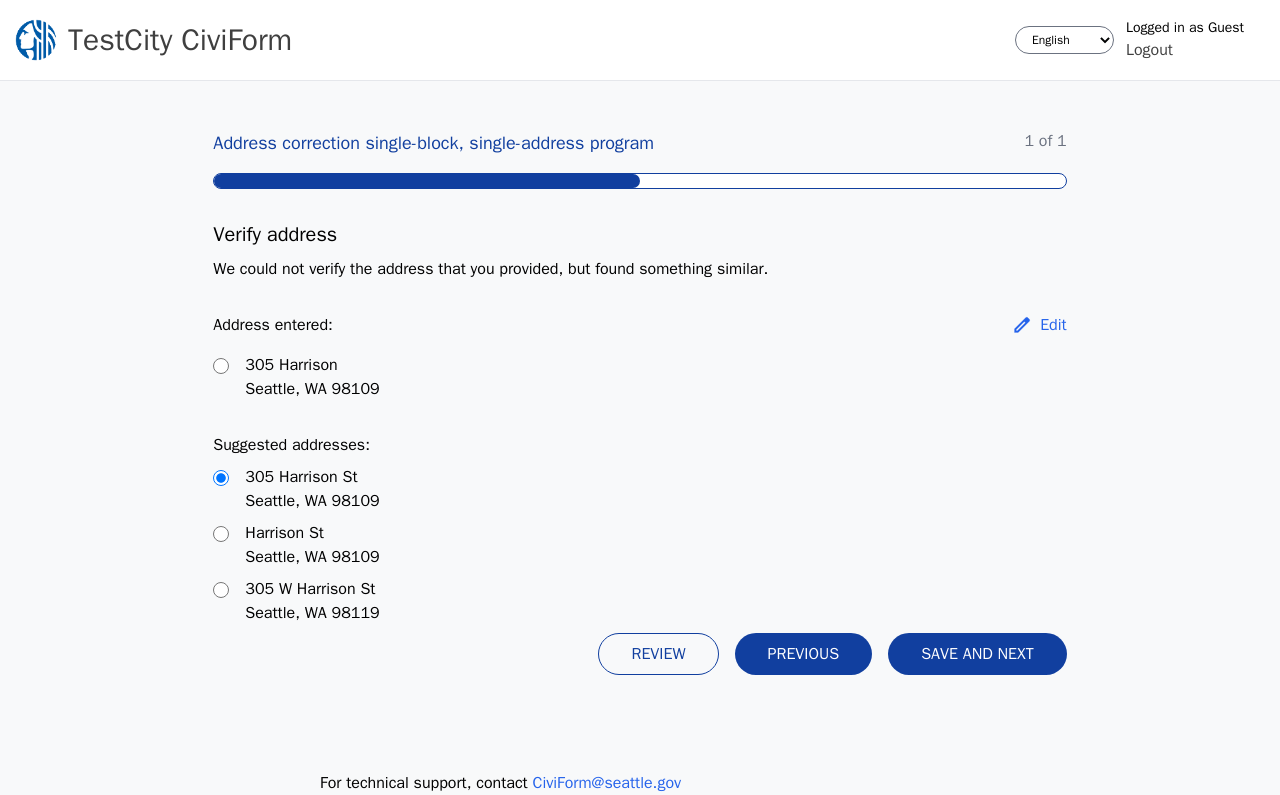 TestCity CiviForm
English
Logged in as Guest
Logout
Address correction single-block, single-address program
1 of 1
Verify address
We could not verify the address that you provided, but found something similar.
Address entered:
Edit
305 Harrison
Seattle, WA 98109
Suggested addresses:
305 Harrison St
Seattle, WA 98109
Harrison St
Seattle, WA 98109
305 W Harrison St
Seattle, WA 98119
REVIEW
PREVIOUS
SAVE AND NEXT
For technical support, contact CiviForm@seattle.gov